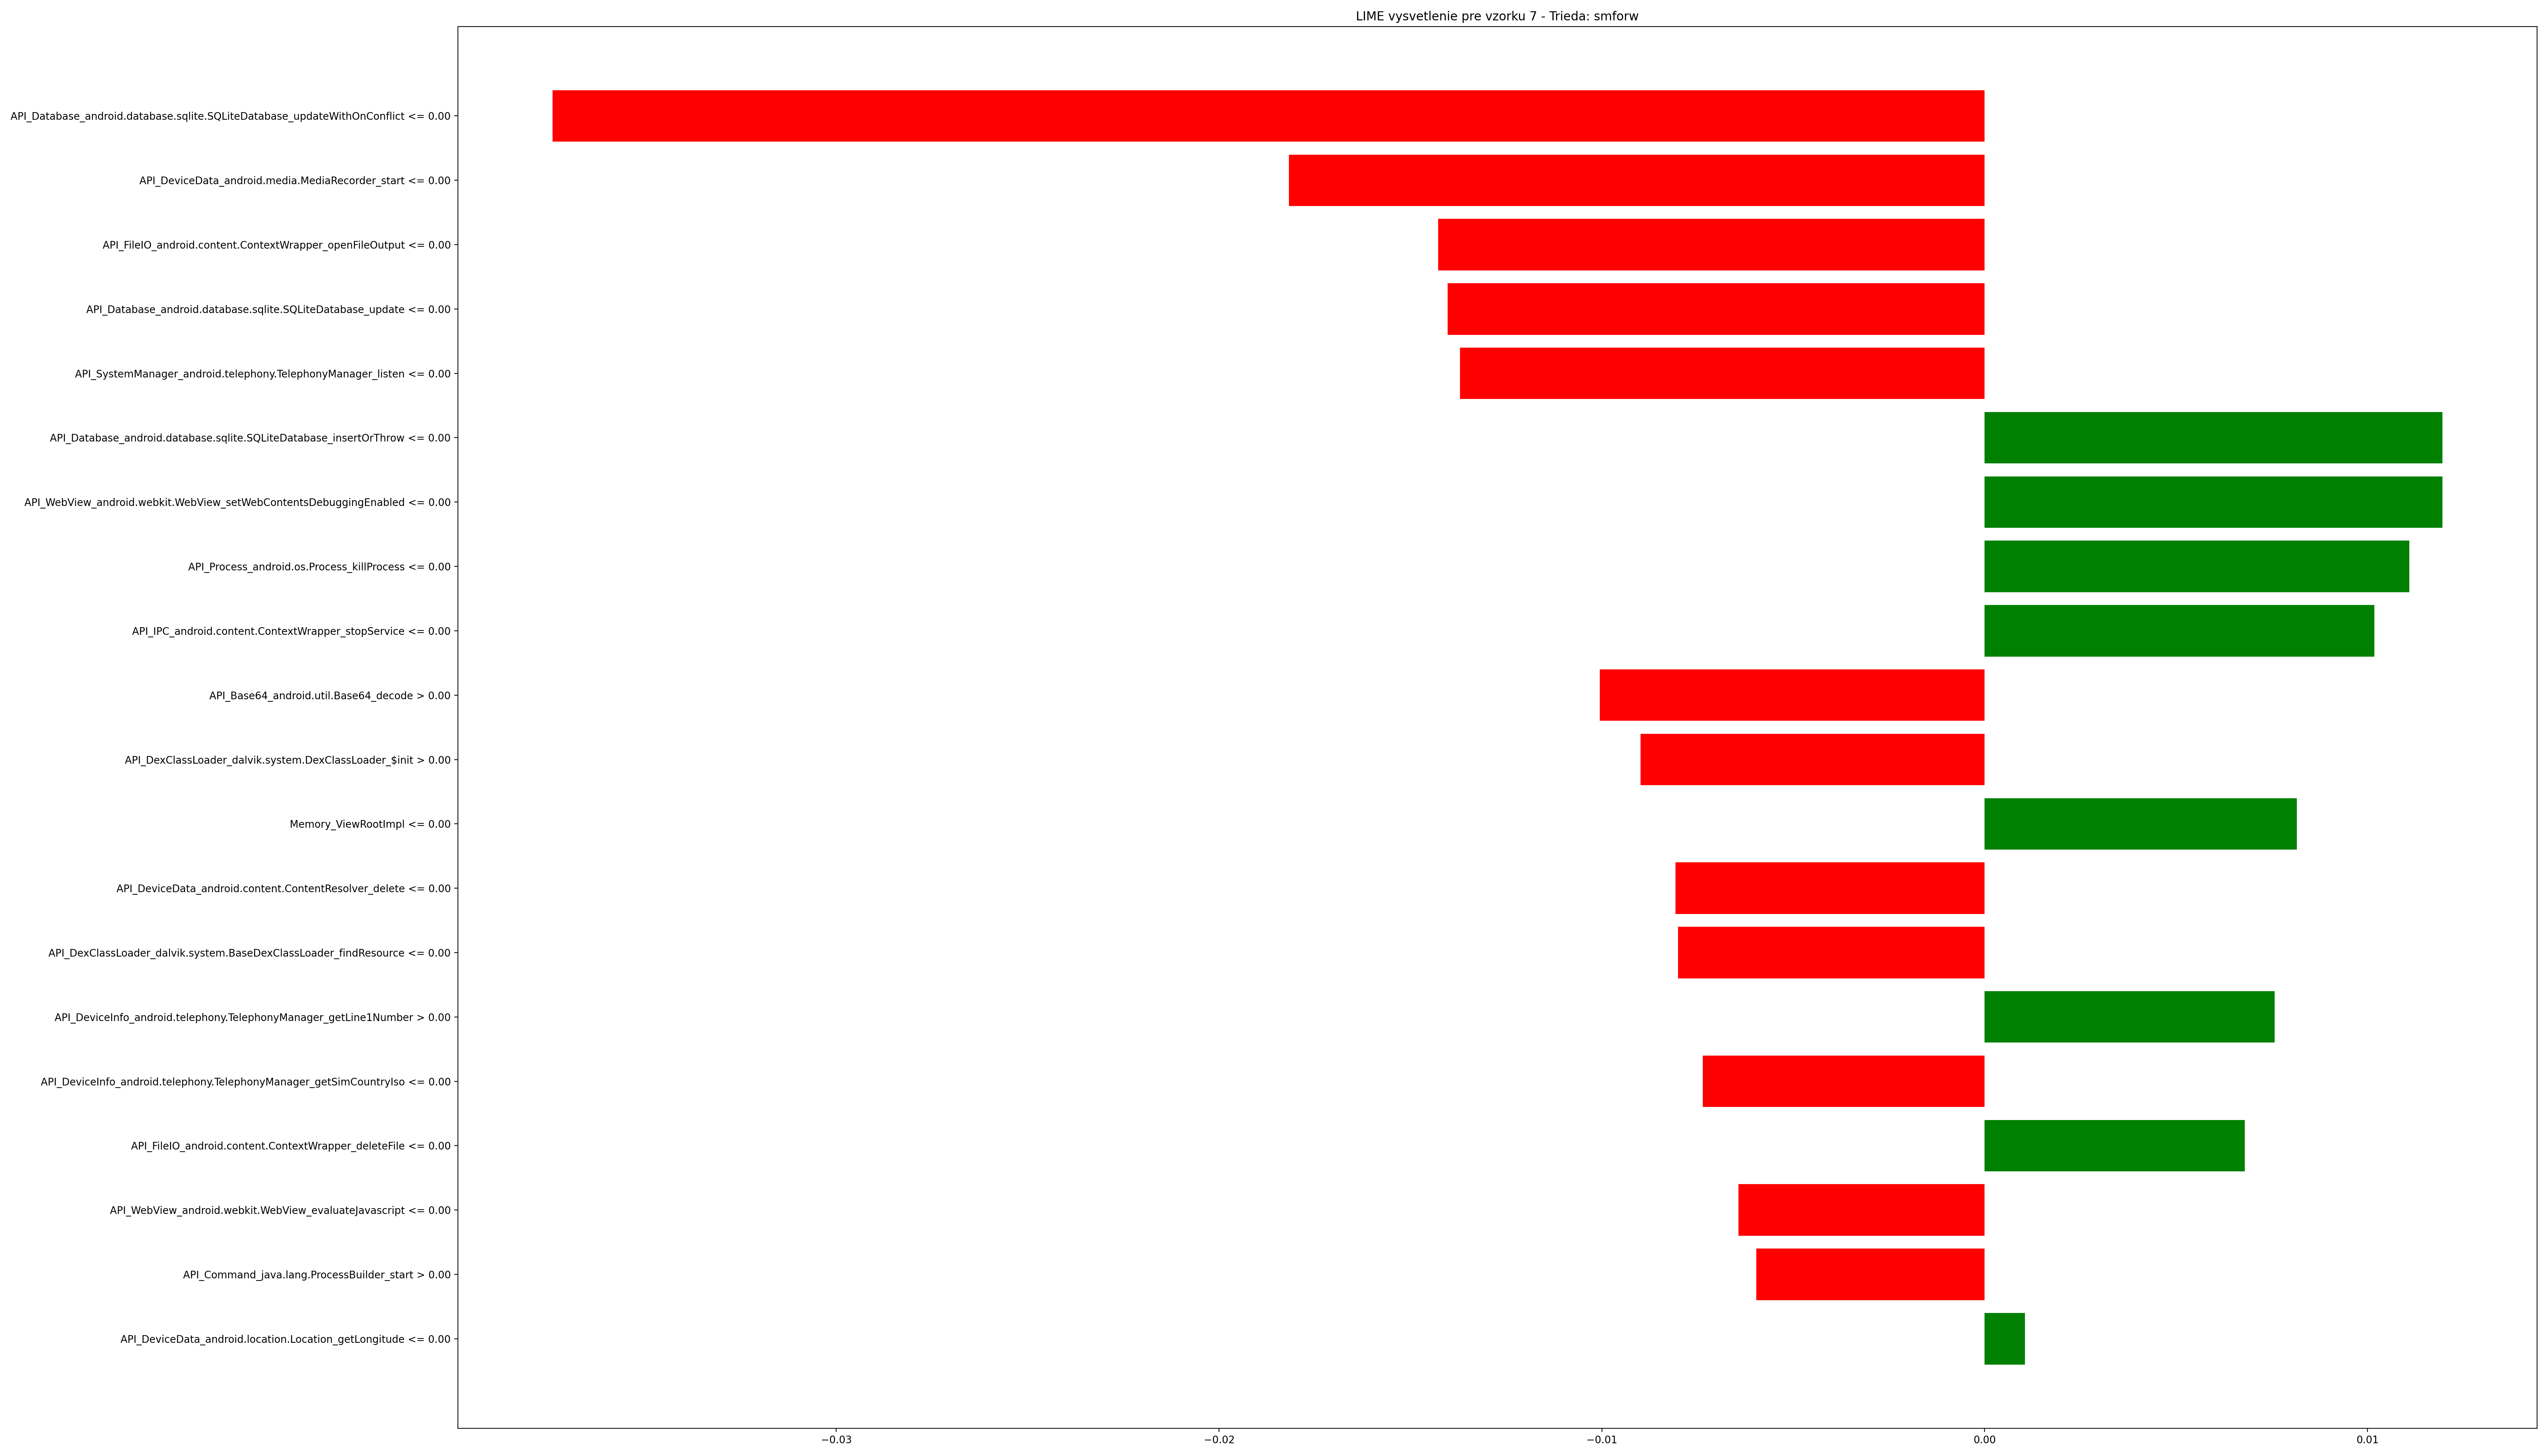 LIME vysvetlenie pre vzorku 7 - Trieda: smforw
API_Database_android.database.sqlite.SQLiteDatabase_updateWithOnConflict <= 0.00
API_DeviceData_android.media.MediaRecorder_start <= 0.00
API_FileIO_android.content.ContextWrapper_openFileOutput <= 0.00
API_Database_android.database.sqlite.SQLiteDatabase_update <= 0.00
API_SystemManager_android.telephony.TelephonyManager_listen <= 0.00
API_Database_android.database.sqlite.SQLiteDatabase_insertOrThrow <= 0.00
API_WebView_android.webkit.WebView_setWebContentsDebuggingEnabled <= 0.00
API_Process_android.os.Process_killProcess <= 0.00
API_IPC_android.content.ContextWrapper_stopService <= 0.00
API_Base64_android.util.Base64_decode > 0.00
API_DexClassLoader_dalvik.system.DexClassLoader_$init > 0.00
Memory_ViewRootImpl <= 0.00
API_DeviceData_android.content.ContentResolver_delete <= 0.00
API_DexClassLoader_dalvik.system.BaseDexClassLoader_findResource <= 0.00
API_DeviceInfo_android.telephony.TelephonyManager_getLine1Number > 0.00
API_DeviceInfo_android.telephony.TelephonyManager_getSimCountryIso <= 0.00
API_FileIO_android.content.ContextWrapper_deleteFile <= 0.00
API_WebView_android.webkit.WebView_evaluateJavascript <= 0.00
API_Command_java.lang.ProcessBuilder_start > 0.00
API_DeviceData_android.location.Location_getLongitude <= 0.00
−0.03 −0.02 −0.01 0.00 0.01